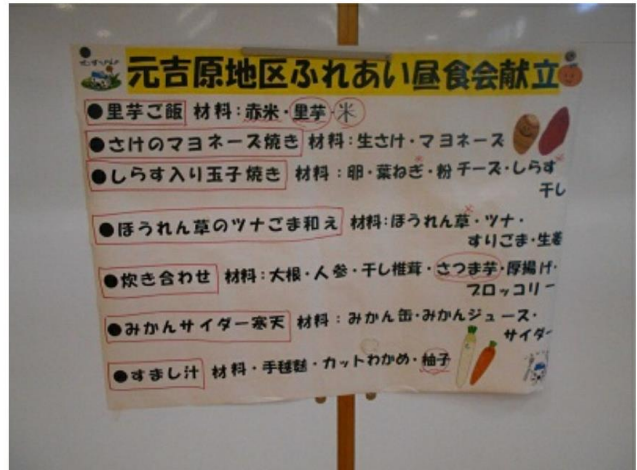 元吉原地区ふれあい昼食会献立
●里芋ご飯 材料:赤米・里芋・米
●さけのマヨネーズ焼き 材料:生さけ・マヨネーズ
●しらす入り玉子焼き 材料:卵・葉ねぎ・粉チーズ・しらす
干し
●ほうれん草のツナごま和え 材料:ほうれん草・ツナ・
すりごま・生姜
●炊き合わせ 材料:大根・人参・干し椎茸・さつま芋・厚揚げ・
ブロッコリー
●みかんサイダー寒天 材料:みかん缶・みかんジュース・
サイダー
●すまし汁 材料・手毬麩・カットわかめ・柚子